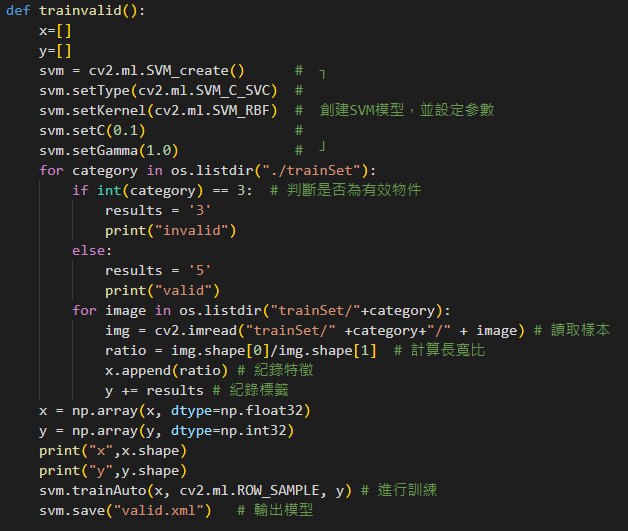 def trainvalid():
    x=[]
    y=[]
    svm = cv2.ml.SVM_create()      #  ┐
    svm.setType(cv2.ml.SVM_C_SVC)  #
    svm.setKernel(cv2.ml.SVM_RBF)  #  創建SVM模型，並設定參數
    svm.setC(0.1)                  #
    svm.setGamma(1.0)              #  ┘
    for category in os.listdir("./trainSet"):
        if int(category) == 3:  # 判斷是否為有效物件
            results = '3'
            print("invalid")
        else:
            results = '5'
            print("valid")
        for image in os.listdir("trainSet/"+category):
            img = cv2.imread("trainSet/" +category+"/" + image) # 讀取樣本
            ratio = img.shape[0]/img.shape[1]  # 計算長寬比
            x.append(ratio) # 紀錄特徵
            y += results # 紀錄標籤
    x = np.array(x, dtype=np.float32)
    y = np.array(y, dtype=np.int32)
    print("x",x.shape)
    print("y",y.shape)
    svm.trainAuto(x, cv2.ml.ROW_SAMPLE, y) # 進行訓練
    svm.save("valid.xml")   # 輸出模型